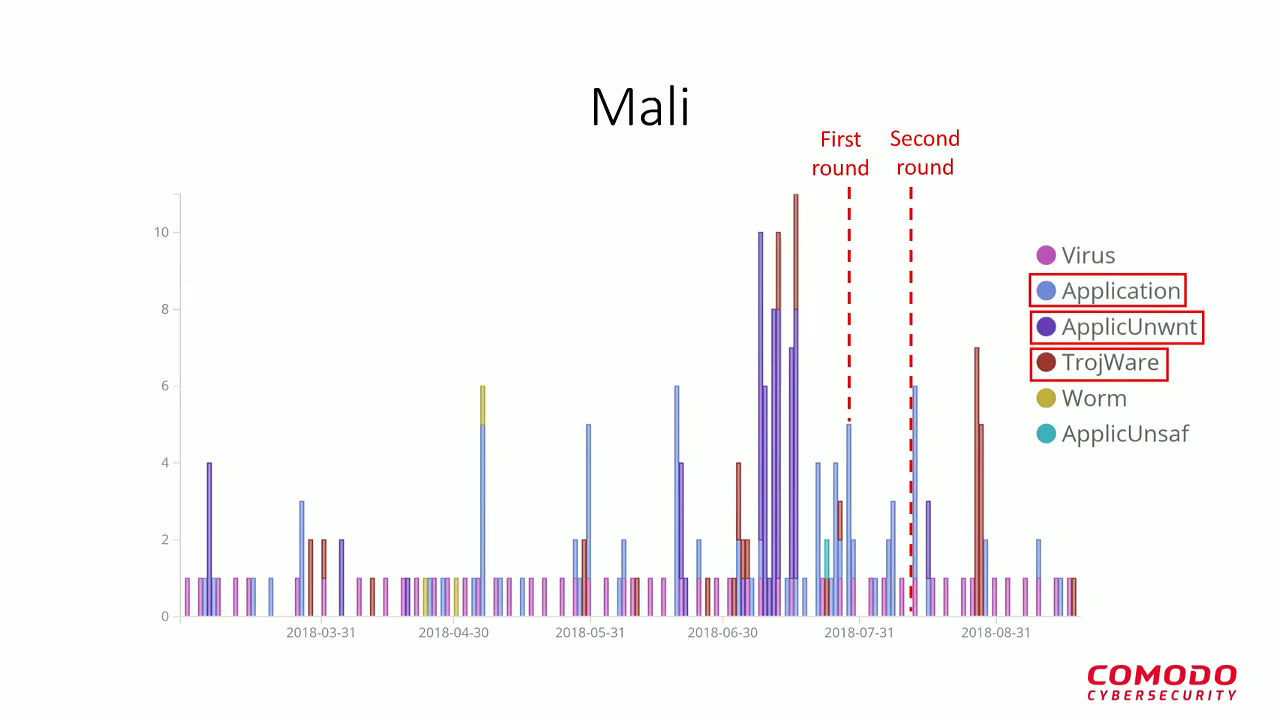 Mali
First
round
Second
round
10
8
6
4
2
0
2018-03-31
2018-04-30
2018-05-31
2018-06-30
2018-07-31
2018-08-31
Virus
Application
ApplicUnwnt
TrojWare
Worm
ApplicUnsaf
COMODO
CYBERSECURITY